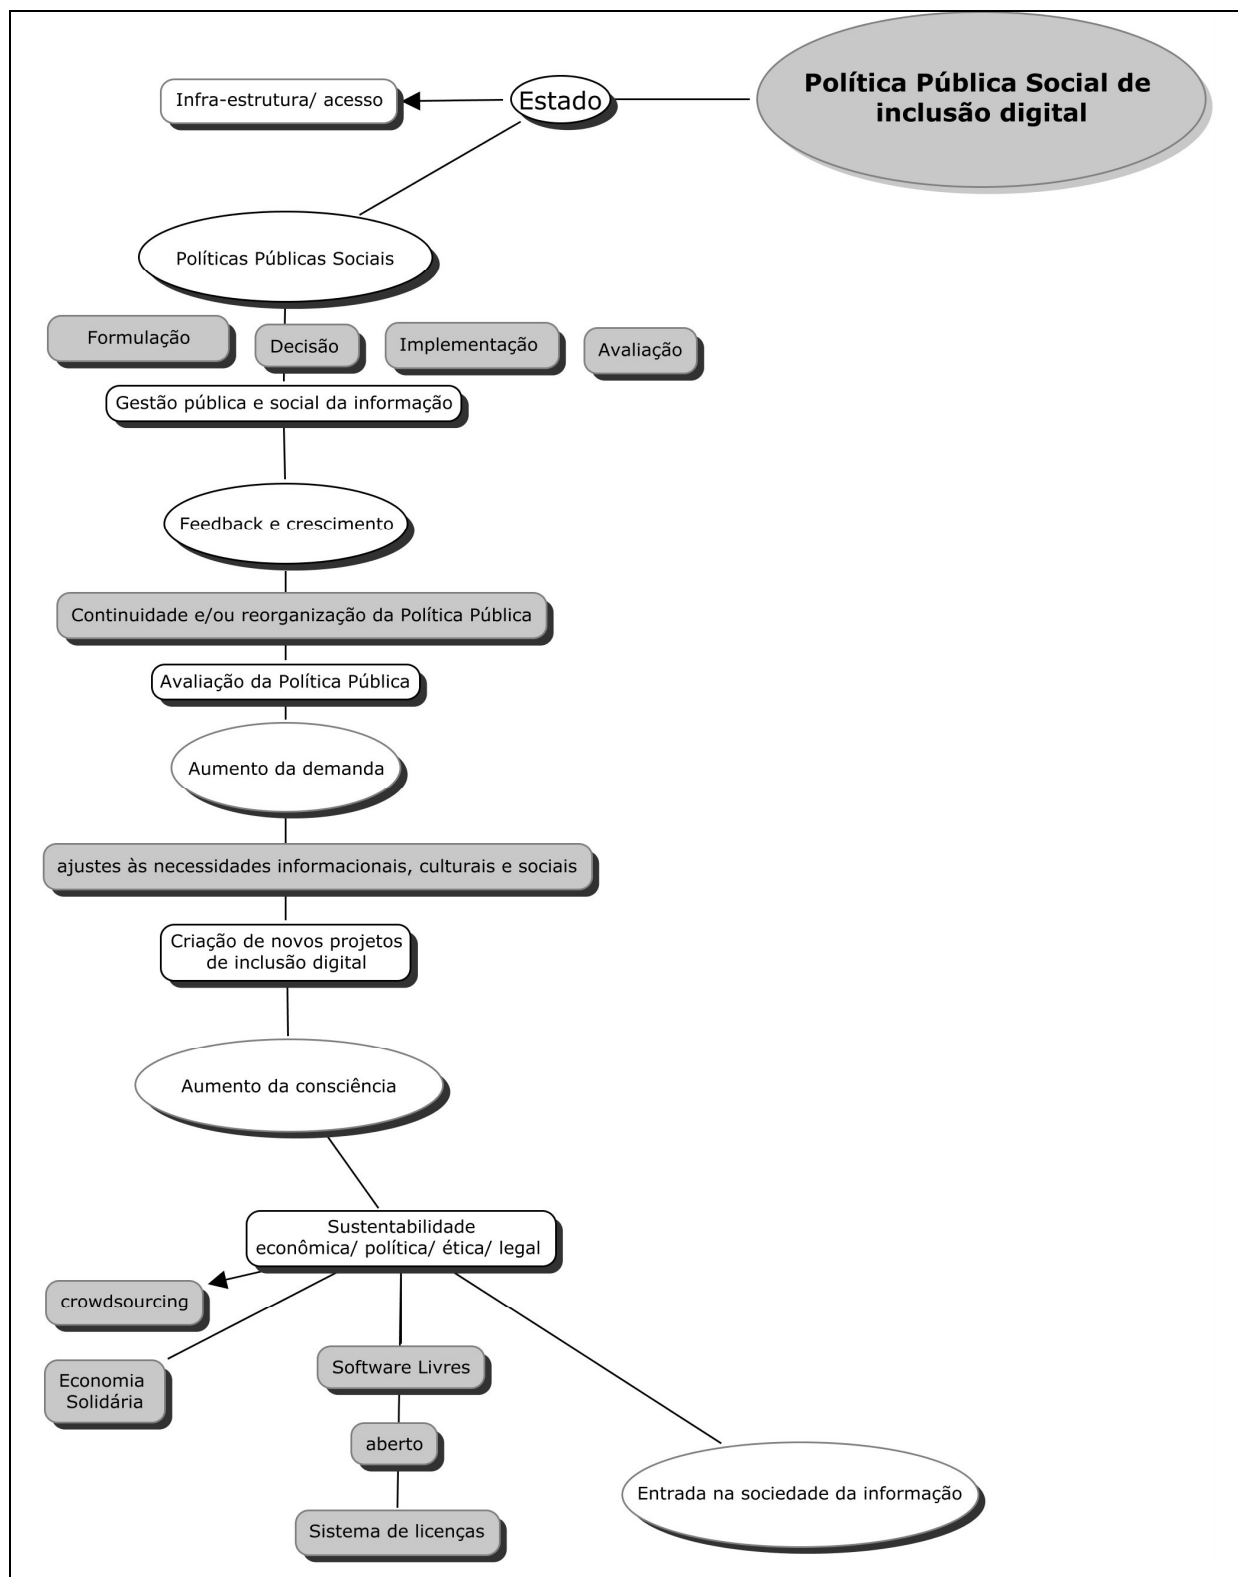 Política Pública Social de
inclusão digital
Estado
Infra-estrutura/ acesso
Políticas Públicas Sociais
Formulação
Decisão
Implementação
Avaliação
Gestão pública e social da informação
Feedback e crescimento
Continuidade e/ou reorganização da Política Pública
Avaliação da Política Pública
Aumento da demanda
ajustes às necessidades informacionais, culturais e sociais
Criação de novos projetos
de inclusão digital
Aumento da consciência
Sustentabilidade
econômica/ política/ ética/ legal
crowdsourcing
Economia
Solidária
Software Livres
aberto
Sistema de licenças
Entrada na sociedade da informação